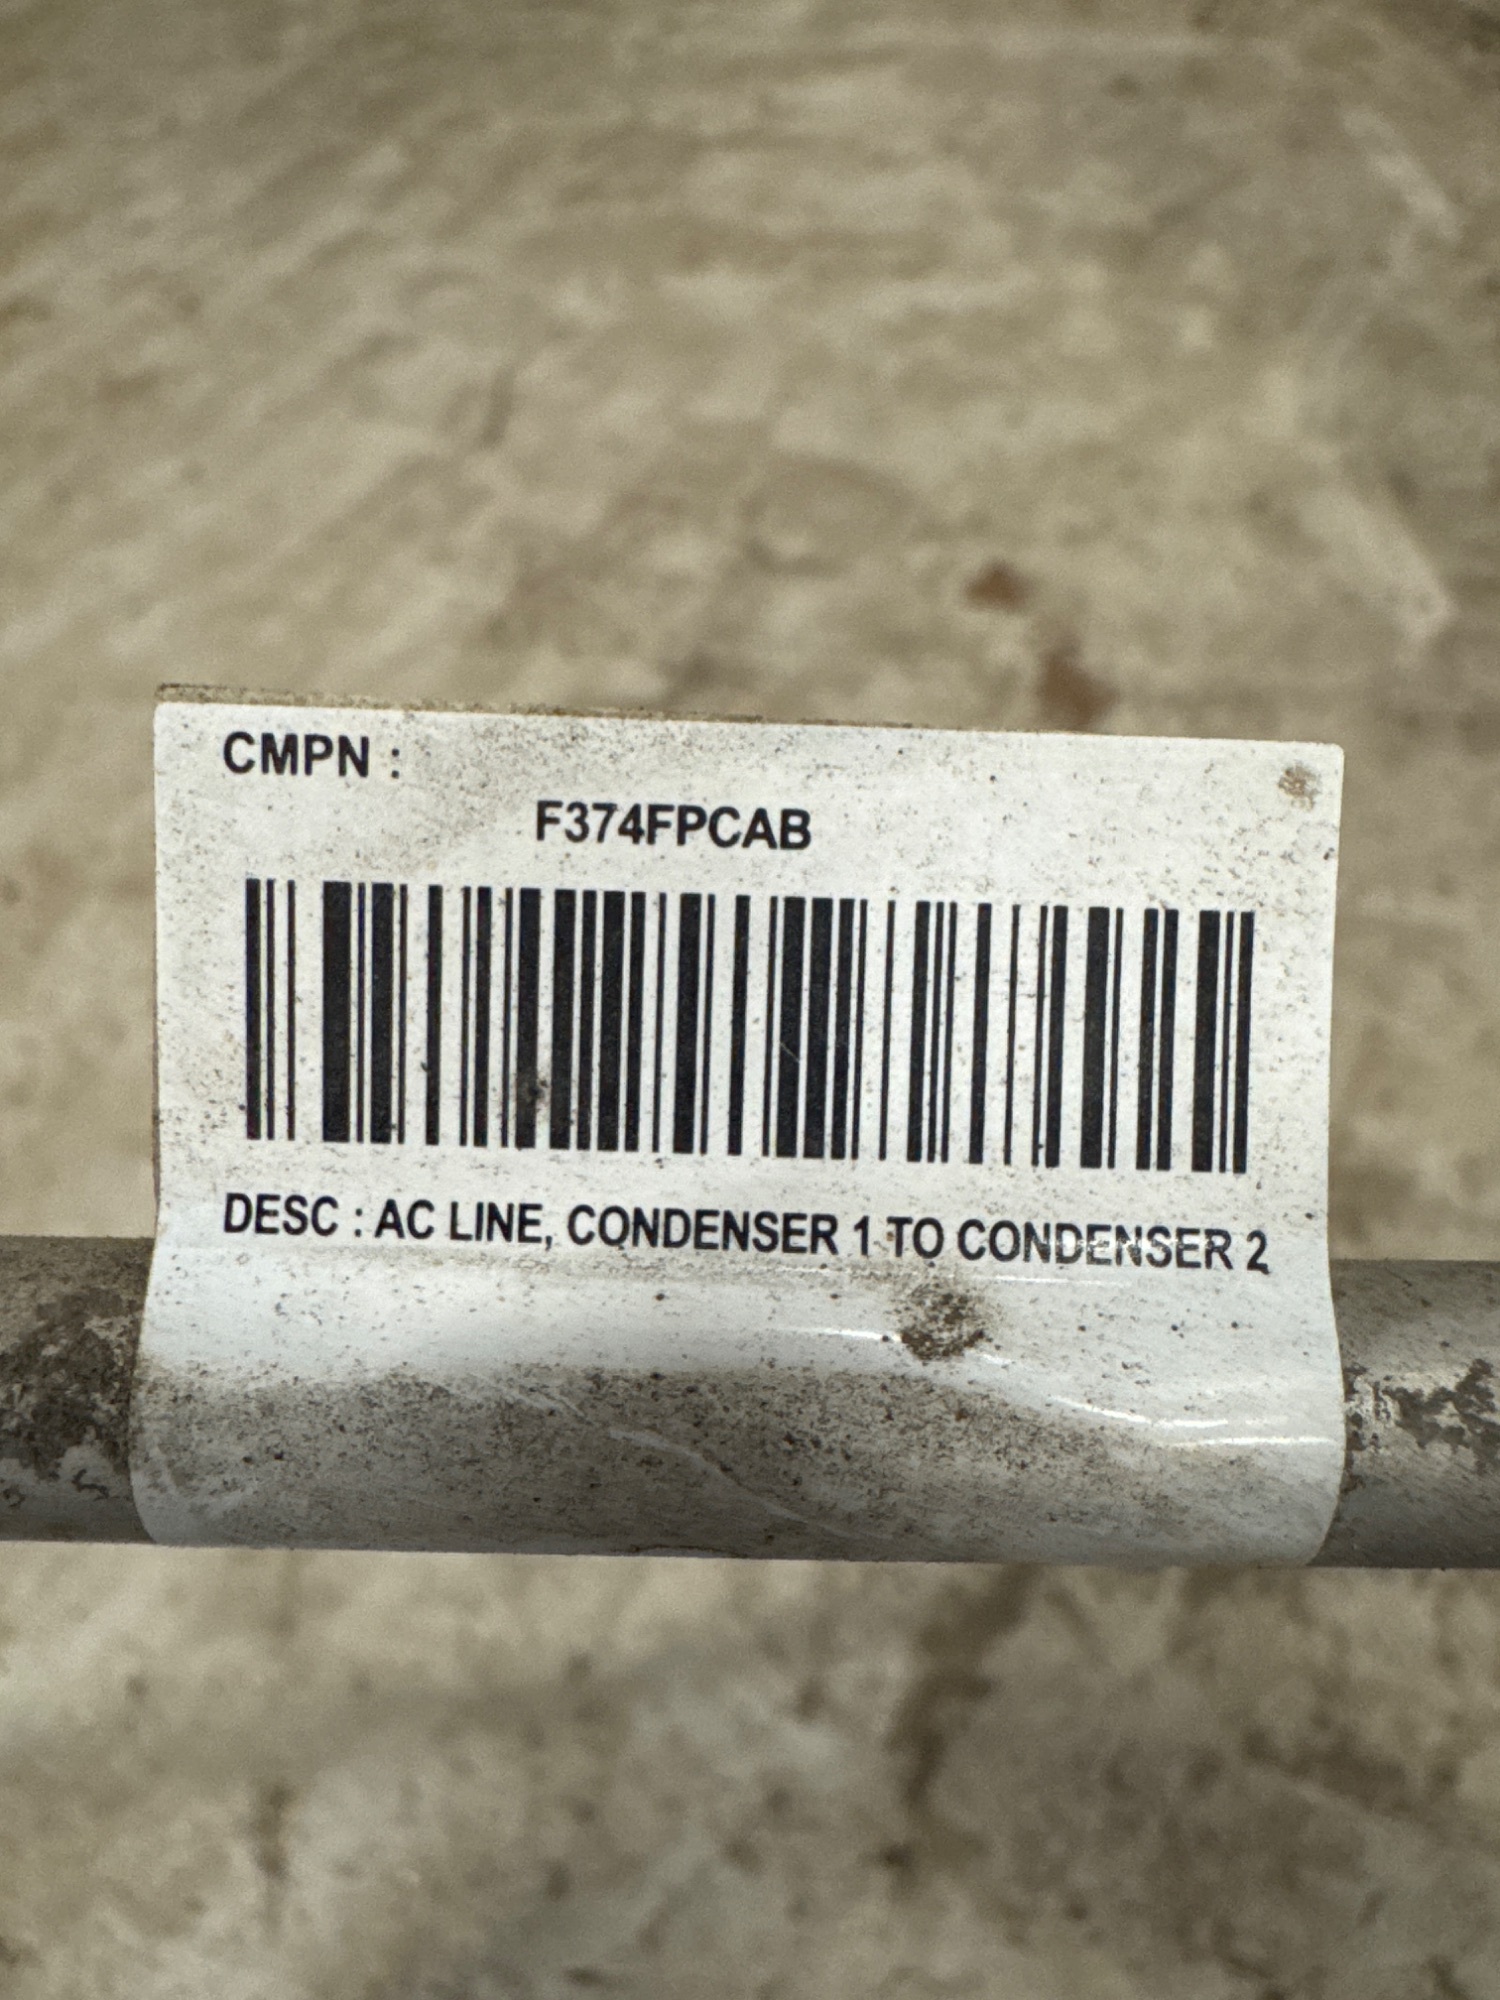 CMPN :
F374FPCAB
DESC : AC LINE, CONDENSER 1 TO CONDENSER 2